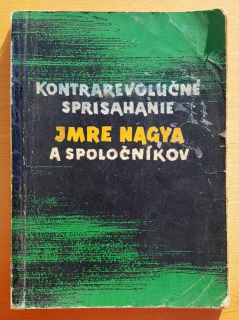 KONTRAREVOLUČNÉ
SPRISAHANIE
JMRE NAGYA
A SPOLOČNÍKOV